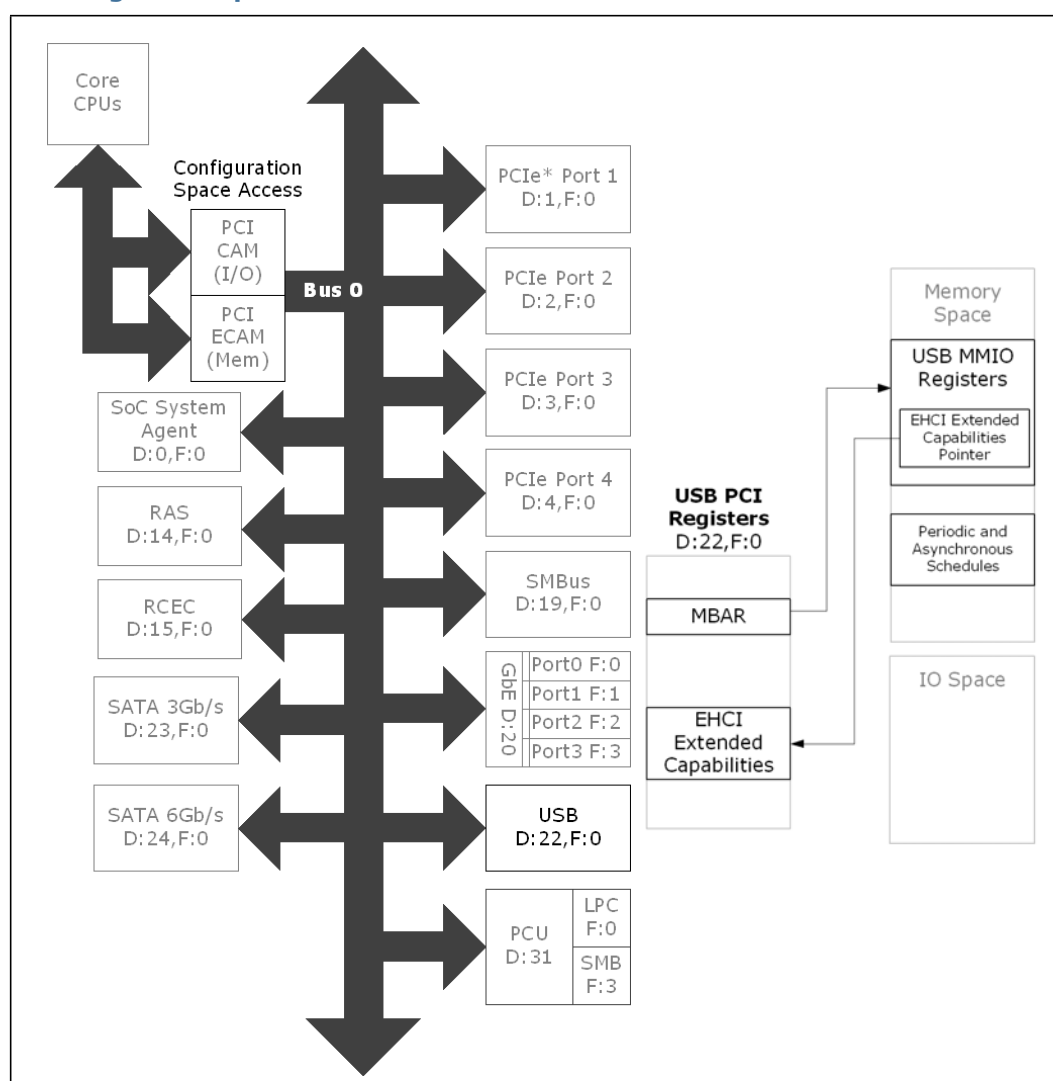 Core
CPUs
Configuration
Space Access
PCI
CAM
(I/O)
PCI
ECAM
(Mem)
Bus 0
SoC System
Agent
D:0,F:0
RAS
D:14,F:0
RCEC
D:15,F:0
SATA 3Gb/s
D:23,F:0
SATA 6Gb/s
D:24,F:0
PCIe* Port 1
D:1,F:0
PCIe Port 2
D:2,F:0
PCIe Port 3
D:3,F:0
PCIe Port 4
D:4,F:0
SMBus
D:19,F:0
GbE D:20
Port0 F:0
Port1 F:1
Port2 F:2
Port3 F:3
USB
D:22,F:0
PCU
D:31
LPC
F:0
SMB
F:3
USB PCI
Registers
D:22,F:0
MBAR
EHCI
Extended
Capabilities
Memory
Space
USB MMIO
Registers
EHCI Extended
Capabilities
Pointer
Periodic and
Asynchronous
Schedules
IO Space